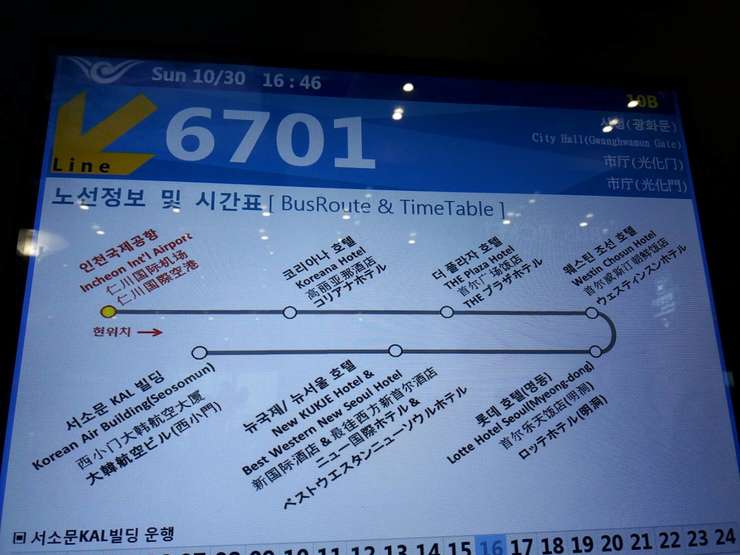 Sun 10/30 16:46
10B
Line
6701
시청(광화문)
City Hall(Gwanghwamun Gate)
市厅(光化门)
市庁(光化門)
노선정보 및 시간표 [ BusRoute & TimeTable ]
인천국제공항
Incheon Int'l Airport
仁川国际机场
仁川国際空港
코리아나 호텔
Koreana Hotel
高丽亚那酒店
コリアナホテル
더 플라자 호텔
THE Plaza Hotel
首尔广场饭店
THE プラザホテル
웨스틴 조선 호텔
Westin Chosun Hotel
首尔威斯汀朝鲜饭店
ウェスティンスンホテル
현위치
서소문 KAL 빌딩
Korean Air Building(Seosomun)
西小门大韩航空大厦
大韓航空ビル(西小門)
뉴국제/ 뉴서울 호텔
New KUKJE Hotel &
Best Western New Seoul Hotel
新国际酒店 & 最佳西方新首尔酒店
ニュー国際ホテル &
ベストウエスタンニューソウルホテル
롯데 호텔(명동)
Lotte Hotel Seoul(Myeong-dong)
首尔乐天饭店(明洞)
ロッテホテル(明洞)
서소문KAL빌딩 운행
07 08 09 10 11 12 13 14 15 16 17 18 19 20 21 22 23 24